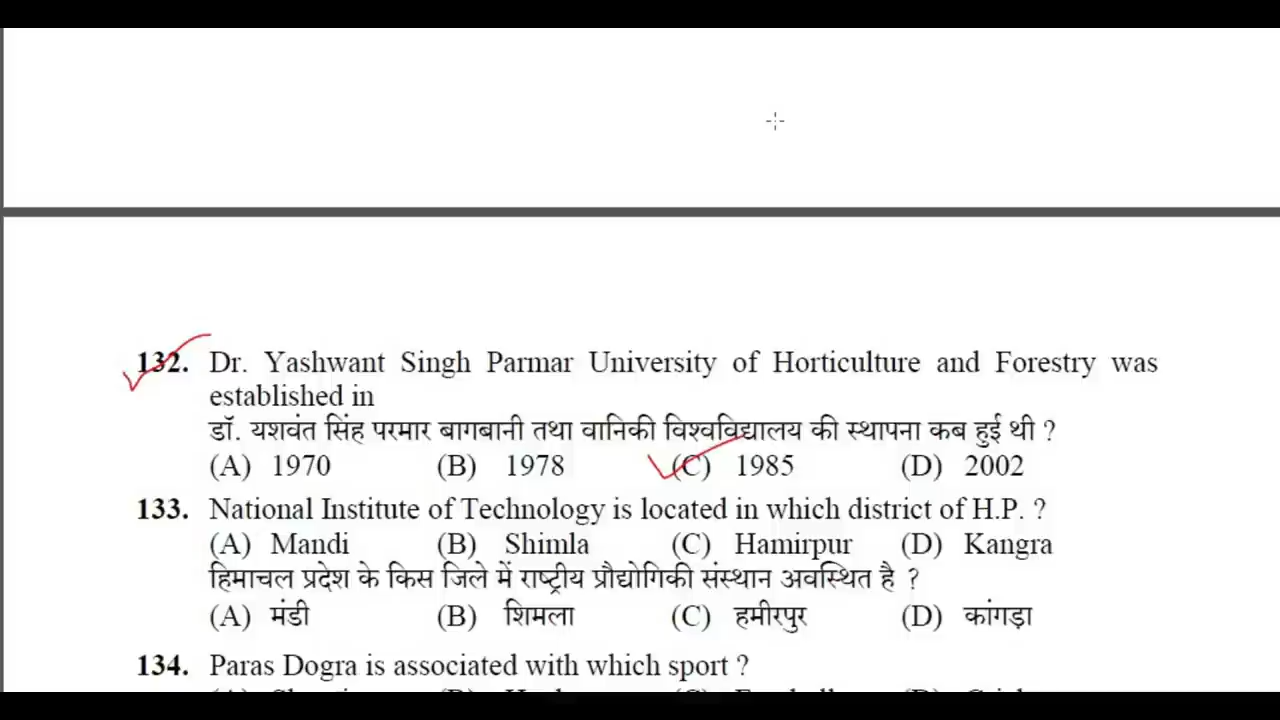 132. Dr. Yashwant Singh Parmar University of Horticulture and Forestry was
established in
डॉ. यशवंत सिंह परमार बागबानी तथा वानिकी विश्वविद्यालय की स्थापना कब हुई थी ?
(A) 1970 (B) 1978 (C) 1985 (D) 2002
133. National Institute of Technology is located in which district of H.P. ?
(A) Mandi (B) Shimla (C) Hamirpur (D) Kangra
हिमाचल प्रदेश के किस जिले में राष्ट्रीय प्रौद्योगिकी संस्थान अवस्थित है ?
(A) मंडी (B) शिमला (C) हमीरपुर (D) कांगड़ा
134. Paras Dogra is associated with which sport ?